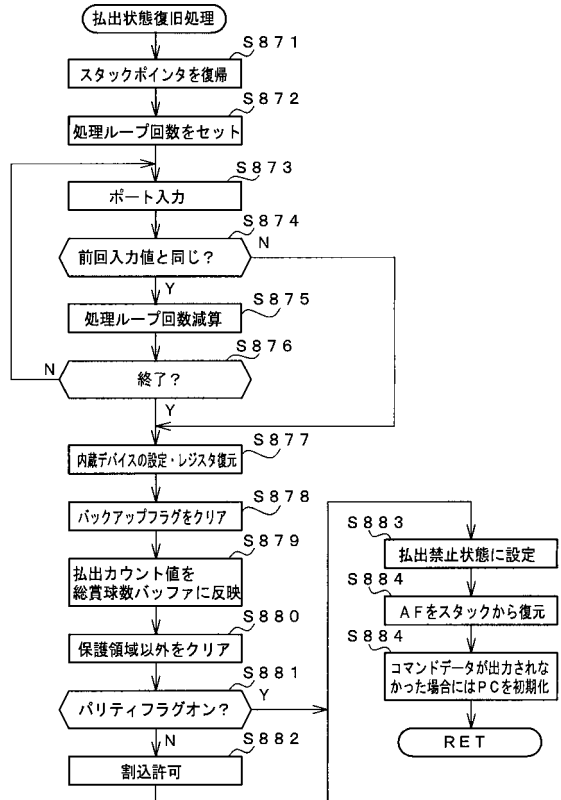 払出状態復旧処理
S871
スタックポインタを復帰
S872
処理ループ回数をセット
S873
ポート入力
S874
前回入力値と同じ？
N
Y
S875
処理ループ回数減算
S876
N
終了？
Y
S877
内蔵デバイスの設定・レジスタ復元
S878
バックアップフラグをクリア
S879
払出カウント値を
総賞球数バッファに反映
S880
保護領域以外をクリア
S881
パリティフラグオン？
Y
N
S882
割込許可
S883
払出禁止状態に設定
S884
AFをスタックから復元
S884
コマンドデータが出力されな
かった場合にはPCを初期化
RET